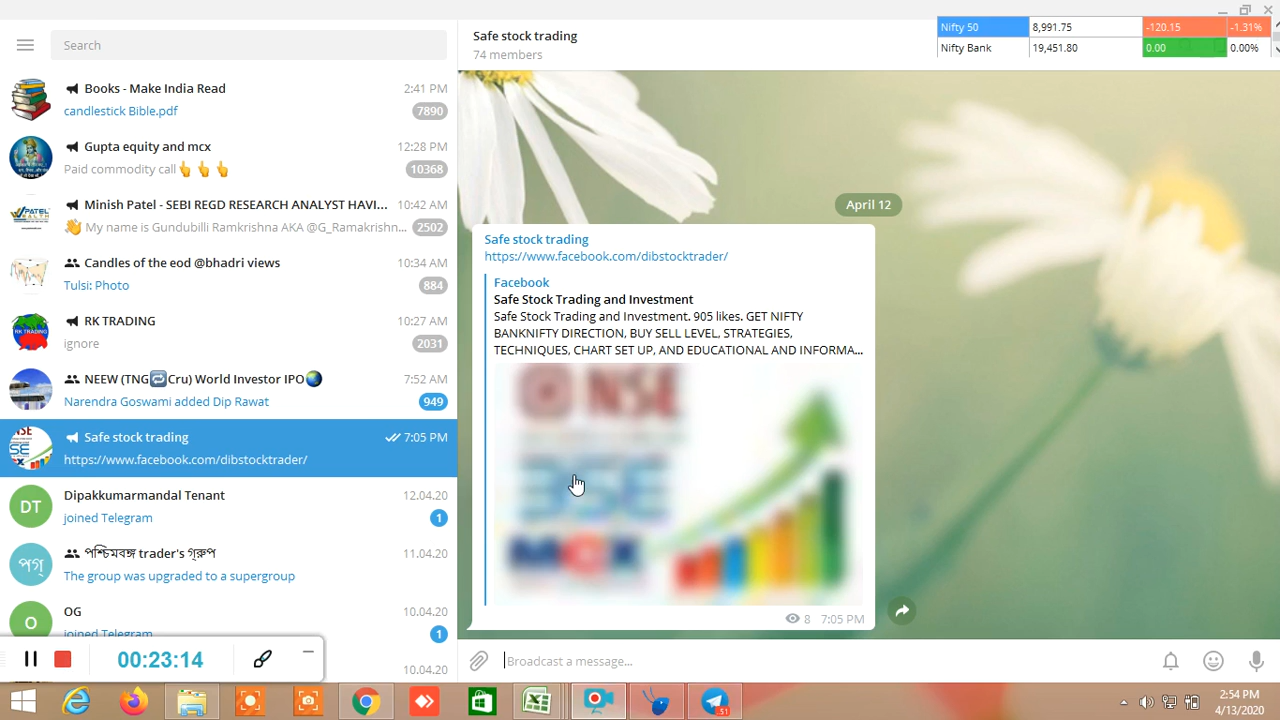 Search
Books - Make India Read
2:41 PM
candlestick Bible.pdf
7890
Gupta equity and mcx
12:28 PM
Paid commodity call👆👆👆
10368
Minish Patel - SEBI REGD RESEARCH ANALYST HAVI...
10:42 AM
👋 My name is Gundubilli Ramkrishna AKA @G_Ramakrishn...
2502
Candles of the eod @bhadri views
10:34 AM
Tulsi: Photo
884
RK TRADING
10:27 AM
ignore
2031
NEEW (TNG🔁Cru) World Investor IPO🌏
7:52 AM
Narendra Goswami added Dip Rawat
949
Safe stock trading
7:05 PM
https://www.facebook.com/dibstocktrader/
DT
Dipakkumarmandal Tenant
12.04.20
joined Telegram
1
পগ
পশ্চিমবঙ্গ trader's গ্রুপ
11.04.20
The group was upgraded to a supergroup
O
OG
10.04.20
joined Telegram
1
10.04.20
00:23:14
Safe stock trading
74 members
Nifty 50 8,991.75 -120.15 -1.31%
Nifty Bank 19,451.80 0.00 0.00%
April 12
Safe stock trading
https://www.facebook.com/dibstocktrader/
Facebook
Safe Stock Trading and Investment
Safe Stock Trading and Investment. 905 likes. GET NIFTY
BANKNIFTY DIRECTION, BUY SELL LEVEL, STRATEGIES,
TECHNIQUES, CHART SET UP, AND EDUCATIONAL AND INFORMA...
NSE
BSE
MCX
8 7:05 PM
Broadcast a message...
51
2:54 PM
4/13/2020